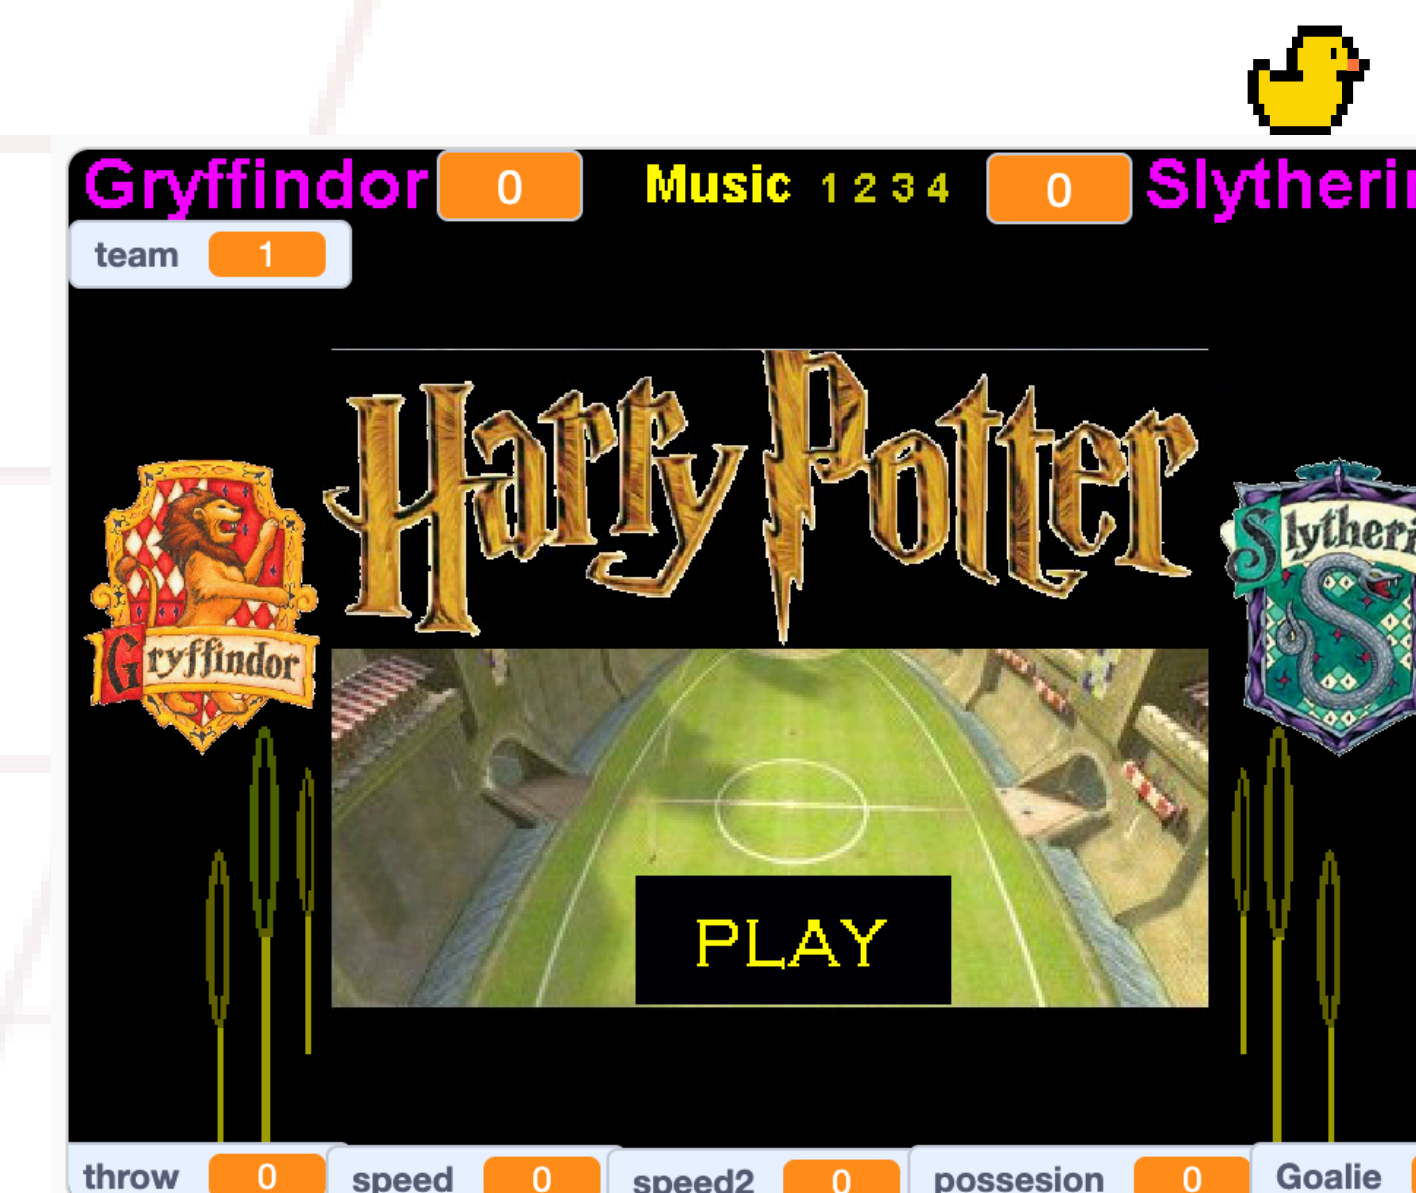 Gryffindor 0 Music 1 2 3 4 0 Slytherin
team 1
Harry Potter
Gryffindor
Slytheri
PLAY
throw 0 speed 0 speed2 0 possesion 0 Goalie